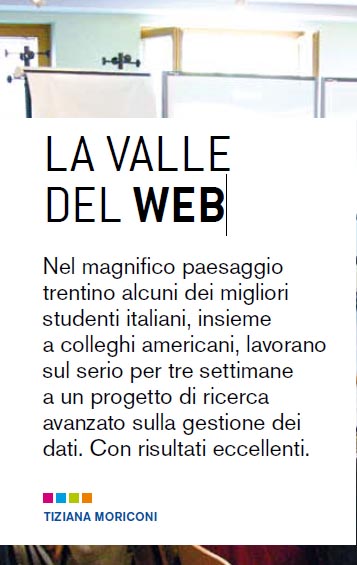 LA VALLE
DEL WEB
Nel magnifico paesaggio
trentino alcuni dei migliori
studenti italiani, insieme
a colleghi americani, lavorano
sul serio per tre settimane
a un progetto di ricerca
avanzato sulla gestione dei
dati. Con risultati eccellenti.
TIZIANA MORICONI